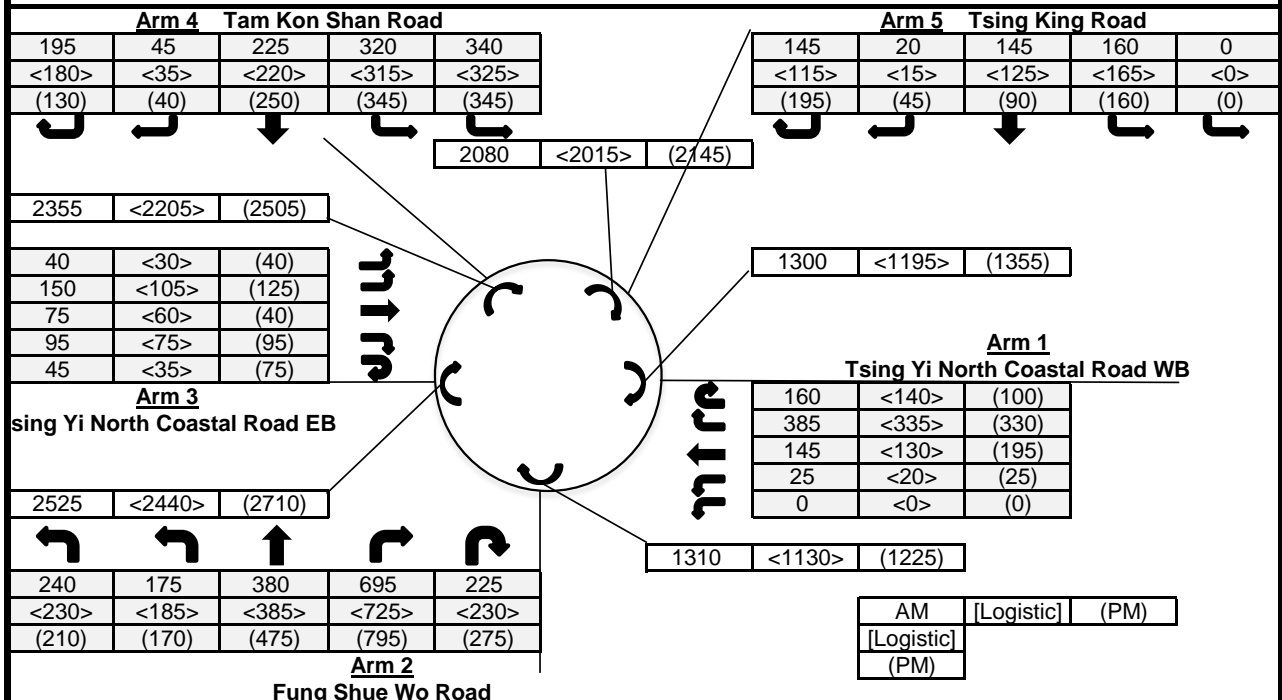 Arm 4 Tam Kon Shan Road
Arm 5 Tsing King Road
195 45 225 320 340
<180> <35> <220> <315> <325>
(130) (40) (250) (345) (345)
145 20 145 160 0
<115> <15> <125> <165> <0>
(195) (45) (90) (160) (0)
2080 <2015> (2145)
2355 <2205> (2505)
40 <30> (40)
150 <105> (125)
75 <60> (40)
95 <75> (95)
45 <35> (75)
1300 <1195> (1355)
Arm 3
sing Yi North Coastal Road EB
Arm 1
Tsing Yi North Coastal Road WB
160 <140> (100)
385 <335> (330)
145 <130> (195)
25 <20> (25)
0 <0> (0)
2525 <2440> (2710)
1310 <1130> (1225)
240 175 380 695 225
<230> <185> <385> <725> <230>
(210) (170) (475) (795) (275)
Arm 2
Fung Shue Wo Road
AM [Logistic] (PM)
[Logistic]
(PM)